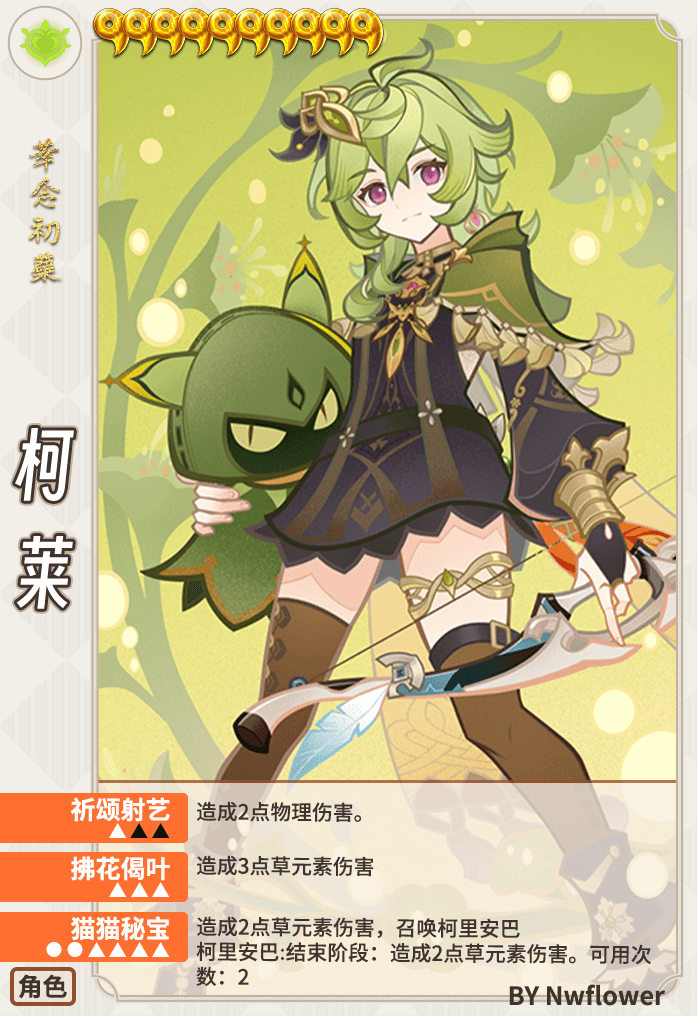 萃念初蘖
柯莱
祈颂射艺
造成2点物理伤害。
拂花偈叶
造成3点草元素伤害
猫猫秘宝
造成2点草元素伤害，召唤柯里安巴
柯里安巴:结束阶段：造成2点草元素伤害。可用次
数：2
角色
BY Nwflower